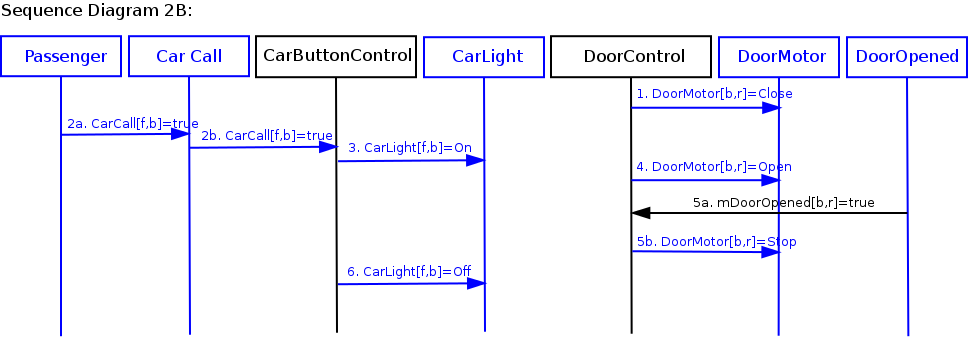 Sequence Diagram 2B:
Passenger
Car Call
CarButtonControl
CarLight
DoorControl
DoorMotor
DoorOpened
1. DoorMotor[b,r]=Close
2a. CarCall[f,b]=true
2b. CarCall[f,b]=true
3. CarLight[f,b]=On
4. DoorMotor[b,r]=Open
5a. mDoorOpened[b,r]=true
5b. DoorMotor[b,r]=Stop
6. CarLight[f,b]=Off